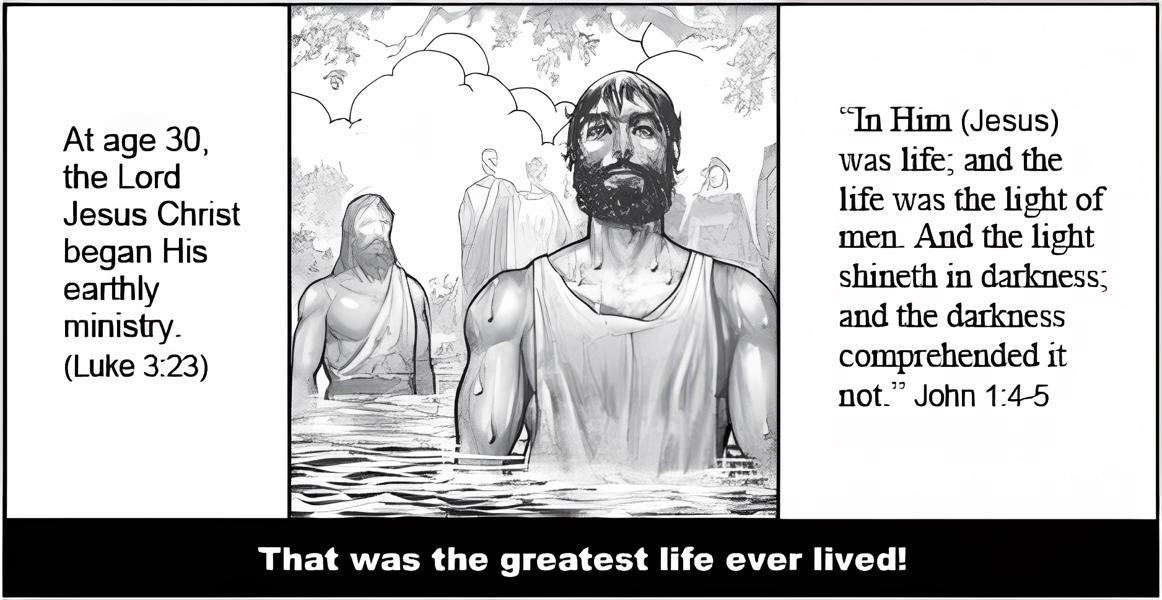 At age 30,
the Lord
Jesus Christ
began His
earthly
ministry.
(Luke 3:23)
“In Him (Jesus)
was life; and the
life was the light of
men. And the light
shineth in darkness;
and the darkness
comprehended it
not.” John 1:4-5
That was the greatest life ever lived!